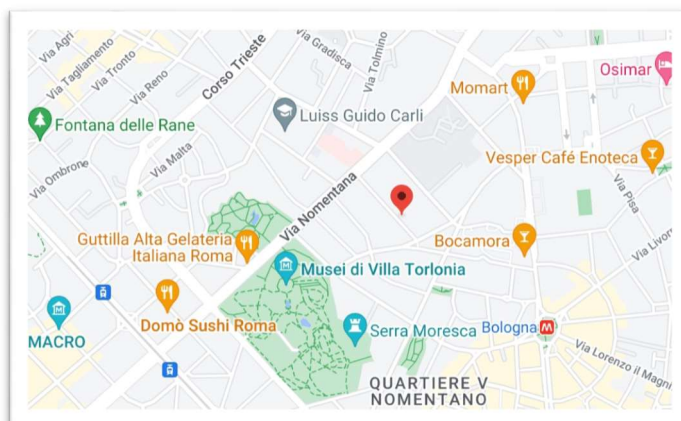 Via Agri
Via Tagliamento
Via Tronto
Via Reno
Corso Trieste
Via Gradisca
Via Tolmino
Momart
Osimar
Fontana delle Rane
Luiss Guido Carli
Via Malta
Via Ombrone
Vesper Café Enoteca
Via Pisa
Via Nomentana
Guttilla Alta Gelateria
Italiana Roma
Bocamora
Via Livorn
Musei di Villa Torlonia
MACRO
Domò Sushi Roma
Serra Moresca
Bologna
M
Via Lorenzo il Magni
QUARTIERE V
NOMENTANO